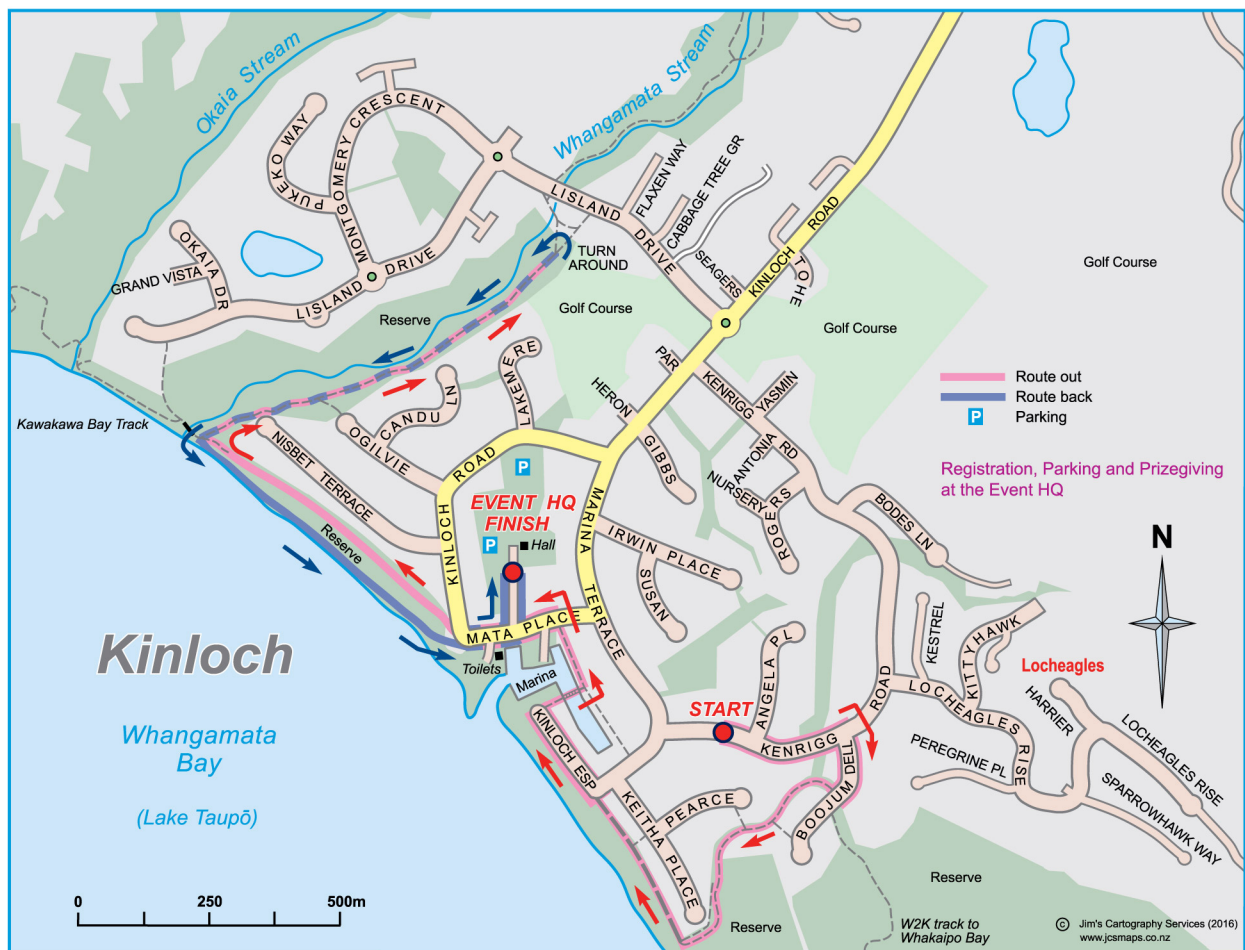 Okaia Stream
Whangamata
Stream
PUKEKO WAY
MONTGOMERY CRESCENT
FLAXEN WAY
CABBAGE TREE GR
LISLAND
DRIVE
SEAGERS
KINLOCH ROAD
TOHE
OKAIA DR
GRAND VISTA
LISLAND DRIVE
TURN
AROUND
Golf Course
Reserve
Golf Course
Golf Course
PAR
KENRIGG RD
YASMIN
ANTONIA
NURSERY
ROGERS
HERON
GIBBS
LAKEMERE
CANDU LN
OGILVIE
Kawakawa Bay Track
NISBET TERRACE
Reserve
KINLOCH ROAD
MARINA TERRACE
P
EVENT HQ
FINISH
P
Hall
IRWIN PLACE
SUSAN
BODES LN
Route out
Route back
P
Parking
Registration, Parking and Prizegiving
at the Event HQ
N
MATA PLACE
Toilets
Marina
Kinloch
Whangamata
Bay
(Lake Taupō)
START
ANGELA PL
KENRIGG ROAD
KESTREL
KITTYHAWK
Locheagles
LOCHEAGLES RISE
HARRIER
LOCHEAGLES RISE
PEREGRINE PL
SPARROWHAWK WAY
BOOJUM DELL
KINLOCH ESP
KEITHA PLACE
PEARCE
Reserve
Reserve
W2K track to
Whakaipo Bay
0
250
500m
© Jim's Cartography Services (2016)
www.jcsmaps.co.nz